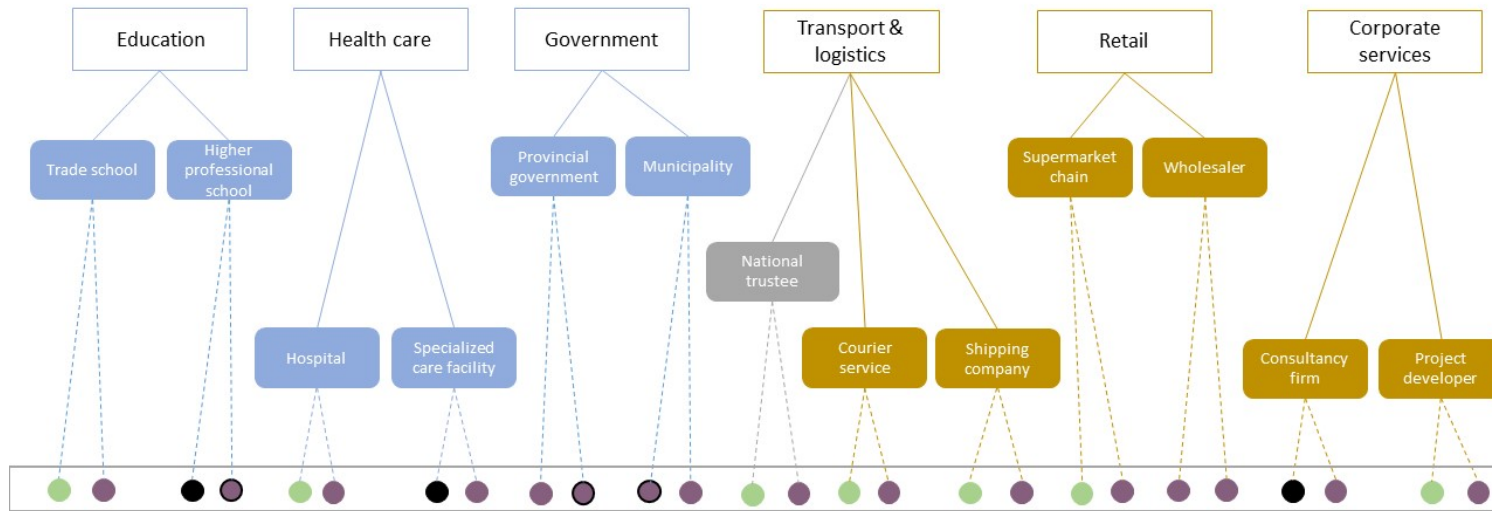 Education
Health care
Government
Transport &
logistics
Retail
Corporate
services
Trade school
Higher
professional
school
Provincial
government
Municipality
Supermarket
chain
Wholesaler
National
trustee
Hospital
Specialized
care facility
Courier
service
Shipping
company
Consultancy
firm
Project
developer